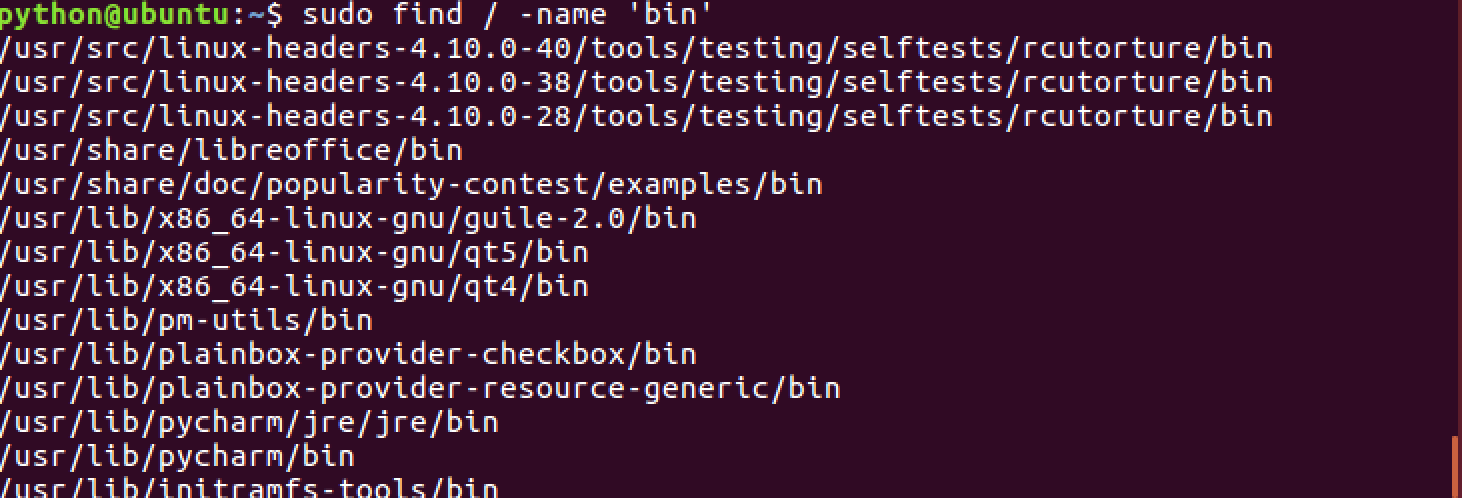 python@ubuntu:~$ sudo find / -name 'bin'
/usr/src/linux-headers-4.10.0-40/tools/testing/selftests/rcutorture/bin
/usr/src/linux-headers-4.10.0-38/tools/testing/selftests/rcutorture/bin
/usr/src/linux-headers-4.10.0-28/tools/testing/selftests/rcutorture/bin
/usr/share/libreoffice/bin
/usr/share/doc/popularity-contest/examples/bin
/usr/lib/x86_64-linux-gnu/guile-2.0/bin
/usr/lib/x86_64-linux-gnu/qt5/bin
/usr/lib/x86_64-linux-gnu/qt4/bin
/usr/lib/pm-utils/bin
/usr/lib/plainbox-provider-checkbox/bin
/usr/lib/plainbox-provider-resource-generic/bin
/usr/lib/pycharm/jre/jre/bin
/usr/lib/pycharm/bin
/usr/lib/initramfs-tools/bin